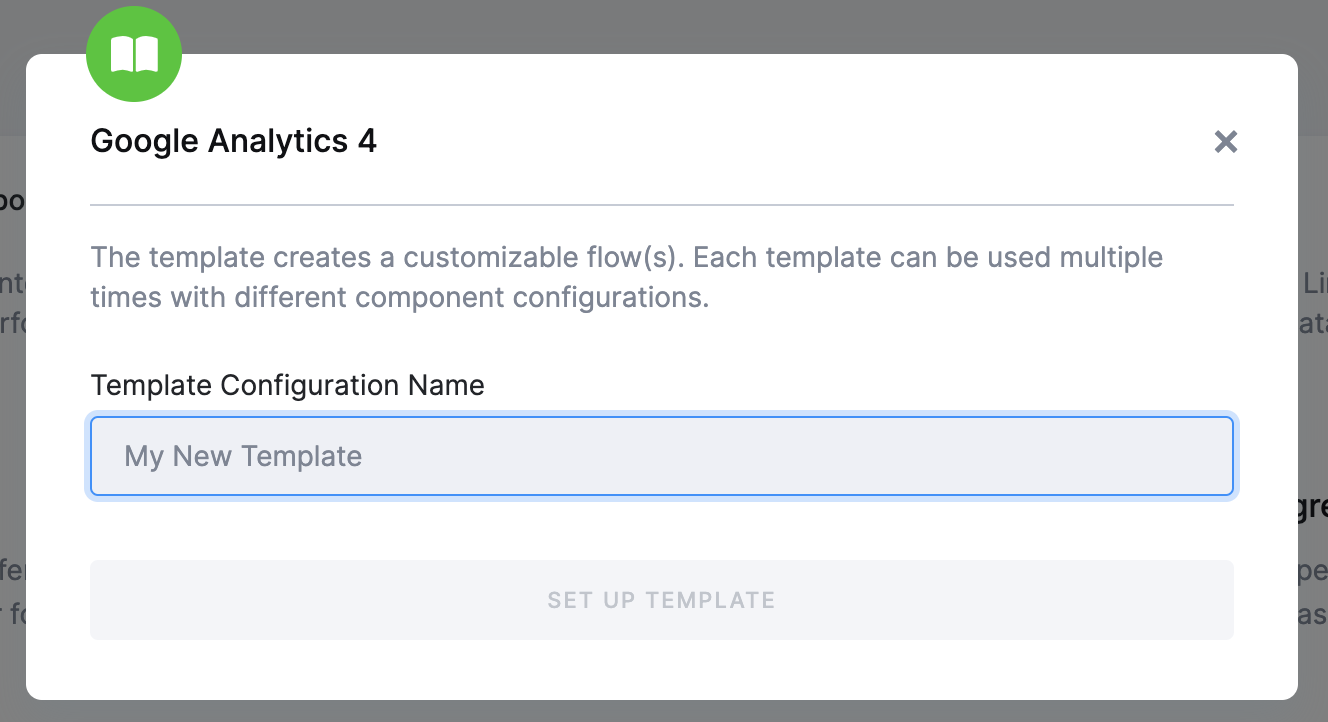 Google Analytics 4
The template creates a customizable flow(s). Each template can be used multiple
times with different component configurations.
Template Configuration Name
My New Template
SET UP TEMPLATE